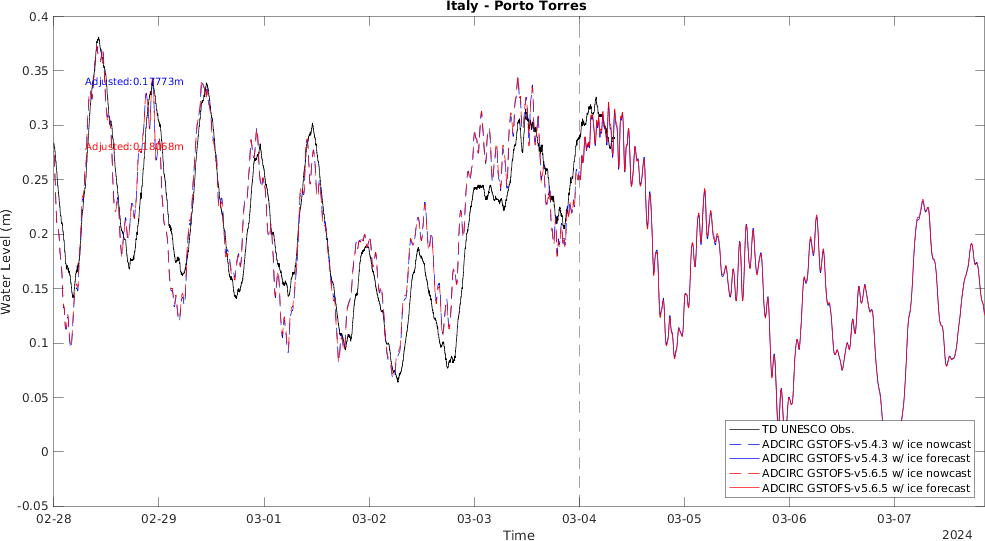 Italy - Porto Torres
0.4
0.35
0.3
0.25
0.2
0.15
0.1
0.05
0
-0.05
Water Level (m)
Adjusted:0.17773m
Adjusted:0.18068m
TD UNESCO Obs.
ADCIRC GSTOFS-v5.4.3 w/ ice nowcast
ADCIRC GSTOFS-v5.4.3 w/ ice forecast
ADCIRC GSTOFS-v5.6.5 w/ ice nowcast
ADCIRC GSTOFS-v5.6.5 w/ ice forecast
02-28 02-29 03-01 03-02 03-03 03-04 03-05 03-06 03-07
Time
2024